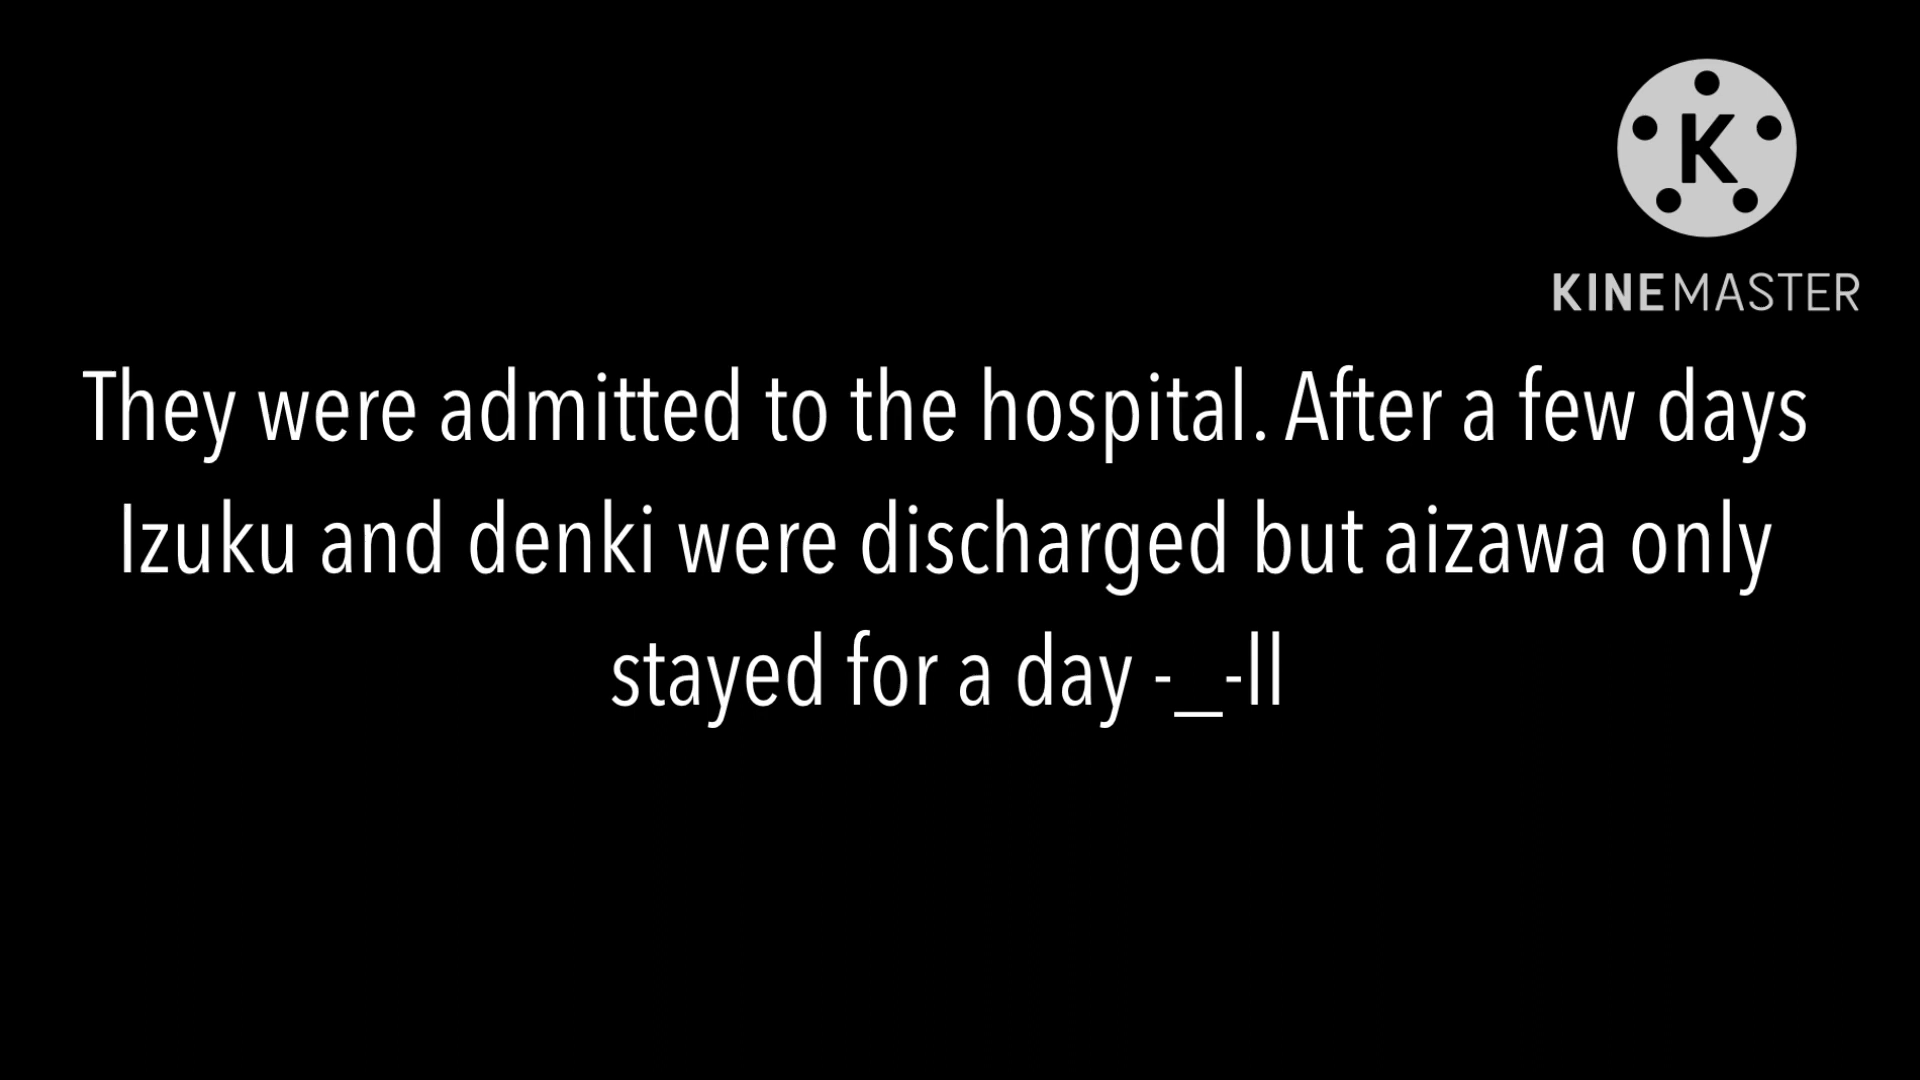 K
KINEMASTER
They were admitted to the hospital. After a few days
Izuku and denki were discharged but aizawa only
stayed for a day -_-ll